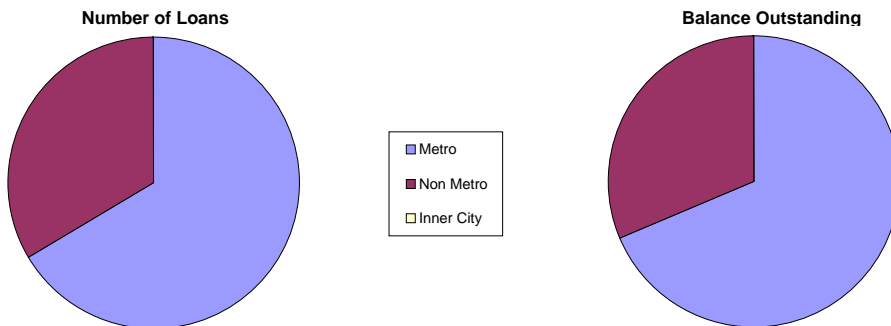 Number of Loans
Balance Outstanding
Metro
Non Metro
Inner City